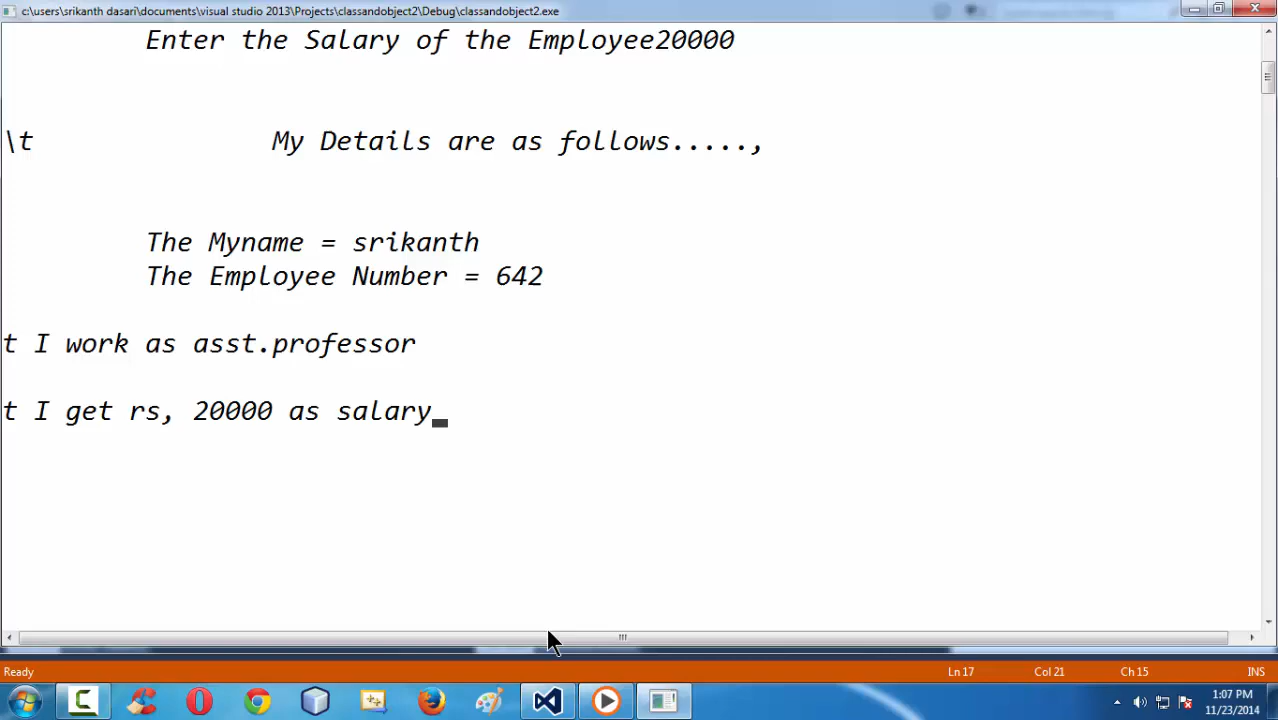 c:\users\srikanth dasari\documents\visual studio 2013\Projects\classandobject2\Debug\classandobject2.exe
Enter the Salary of the Employee20000
\t My Details are as follows.....,
The Myname = srikanth
The Employee Number = 642
t I work as asst.professor
t I get rs, 20000 as salary
Ready Ln 17 Col 21 Ch 15 INS
1:07 PM
11/23/2014